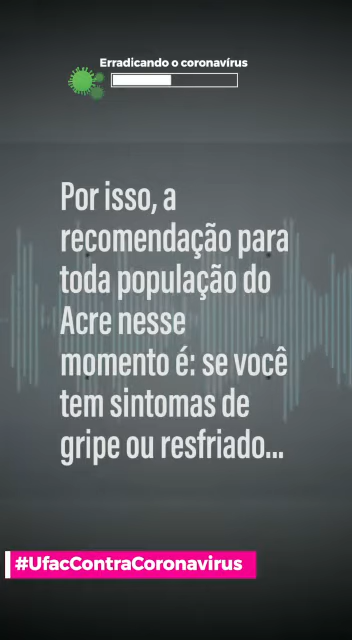 Erradicando o coronavírus
Por isso, a
recomendação para
toda população do
Acre nesse
momento é: se você
tem sintomas de
gripe ou resfriado...
#UfacContraCoronavirus